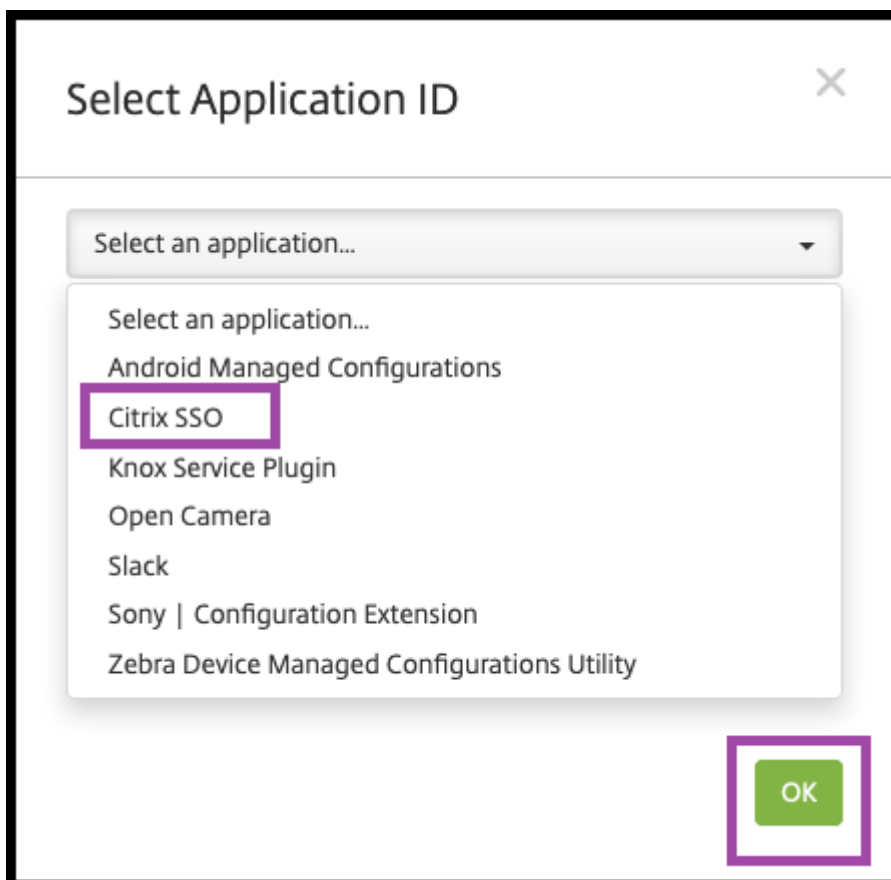 Select Application ID
Select an application...
Select an application...
Android Managed Configurations
Citrix SSO
Knox Service Plugin
Open Camera
Slack
Sony | Configuration Extension
Zebra Device Managed Configurations Utility
OK